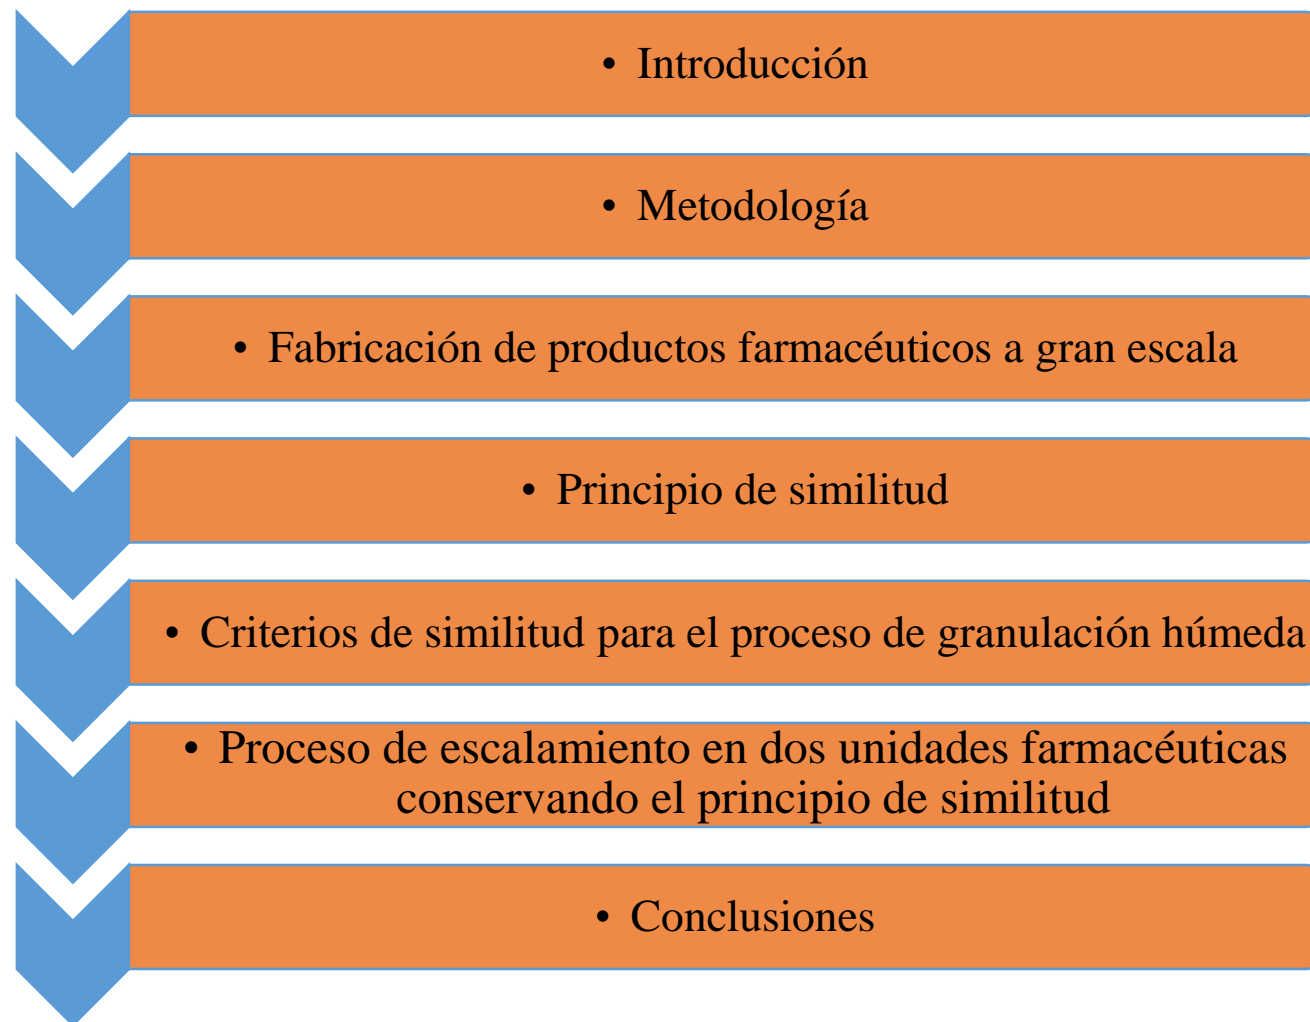 • Introducción
• Metodología
• Fabricación de productos farmacéuticos a gran escala
• Principio de similitud
• Criterios de similitud para el proceso de granulación húmeda
• Proceso de escalamiento en dos unidades farmacéuticas
conservando el principio de similitud
• Conclusiones